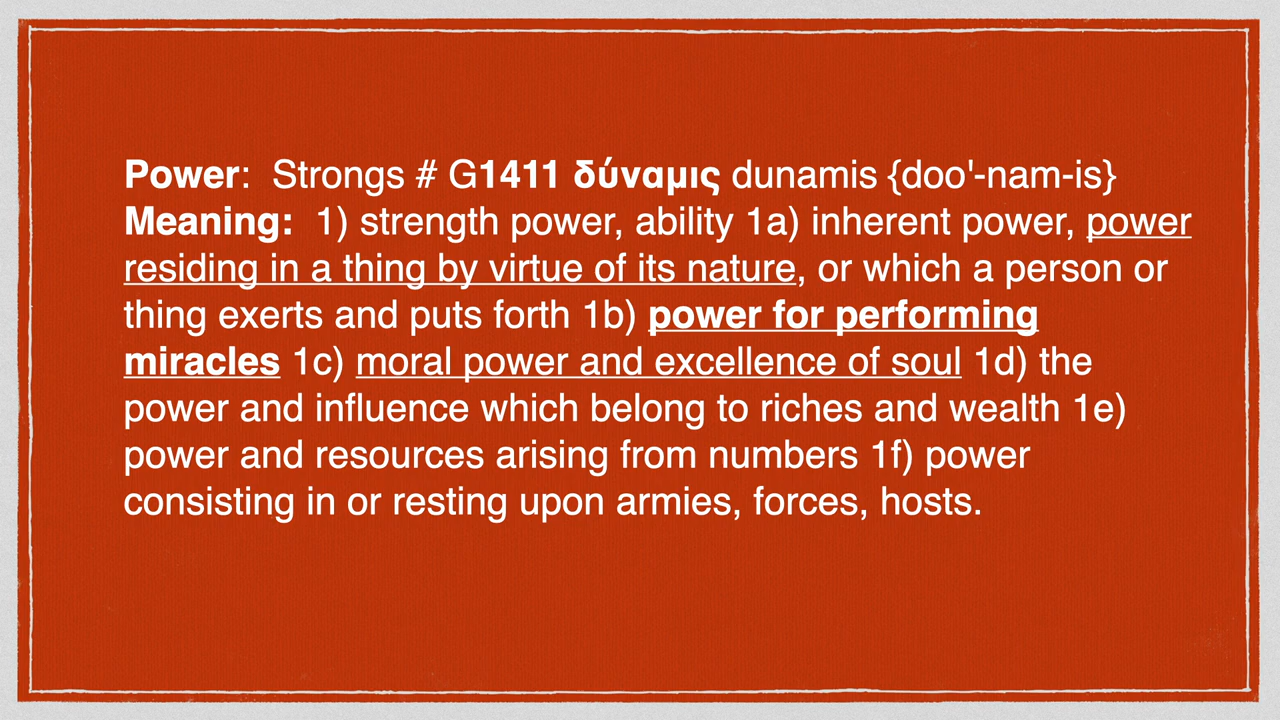 Power:  Strongs # G1411 δύναμις dunamis {doo'-nam-is}
Meaning:  1) strength power, ability 1a) inherent power, power
residing in a thing by virtue of its nature, or which a person or
thing exerts and puts forth 1b) power for performing
miracles 1c) moral power and excellence of soul 1d) the
power and influence which belong to riches and wealth 1e)
power and resources arising from numbers 1f) power
consisting in or resting upon armies, forces, hosts.